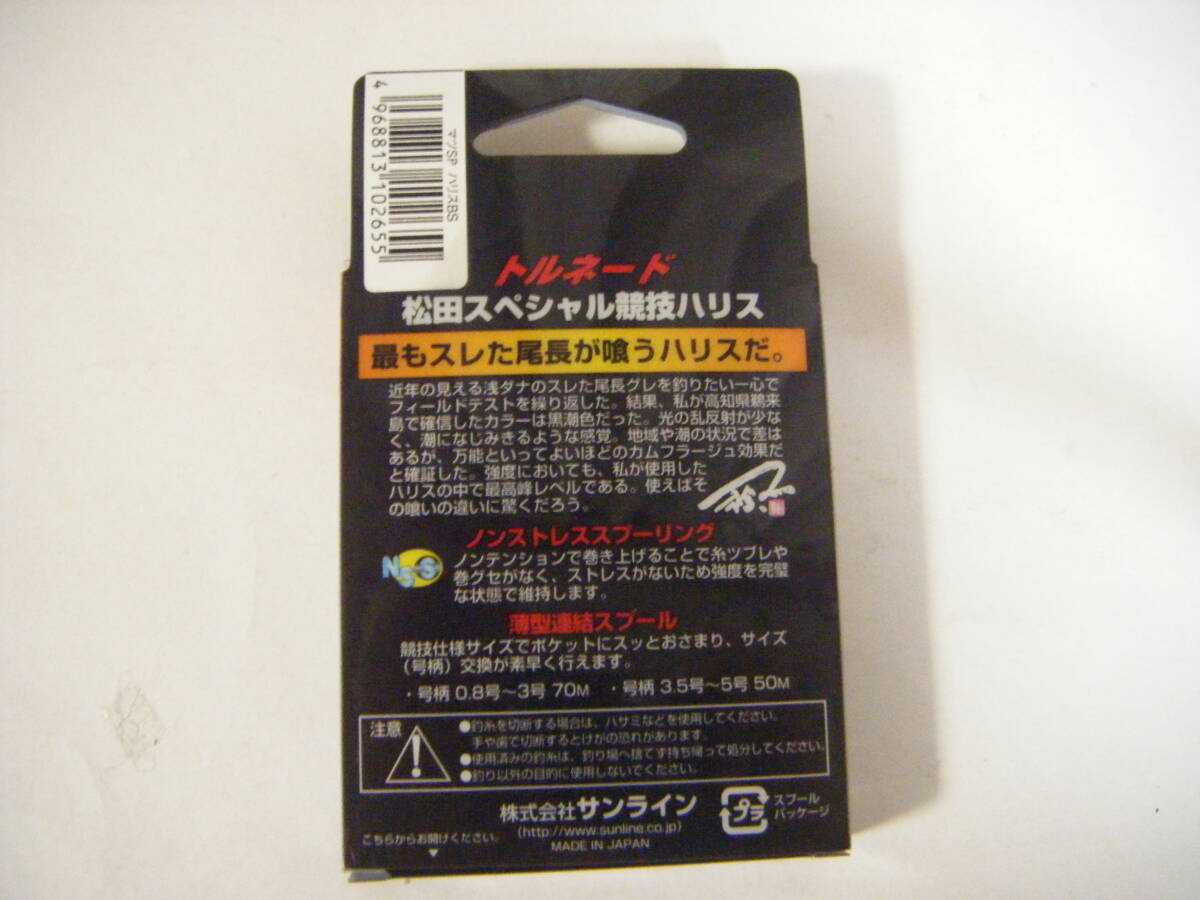 マツSP ハリスBS
4 968813 102655
トルネード
松田スペシャル競技ハリス
最もスレた尾長が喰うハリスだ。
近年の見える浅ダナのスレた尾長グレを釣りたい一心で
フィールドテストを繰り返した。結果、私が高知県鵜来
島で確信したカラーは黒潮色だった。光の乱反射が少な
く、潮になじみきるような感覚。地域や潮の状況で差は
あるが、万能といってよいほどのカムフラージュ効果だ
と確証した。強度においても、私が使用した
ハリスの中で最高峰レベルである。使えばそ
の喰いの違いに驚くだろう。
ノンストレススプーリング
NSS
ノンテンションで巻き上げることで糸ツブレや
巻グセがなく、ストレスがないため強度を完璧
な状態で維持します。
薄型連結スプール
競技仕様サイズでポケットにスッとおさまり、サイズ
（号柄）交換が素早く行えます。
・号柄 0.8号～3号 70M ・号柄 3.5号～5号 50M
注意
●釣糸を切断する場合は、ハサミなどを使用してください。
手や歯で切断するとけがの恐れがあります。
●使用済みの釣糸は、釣り場へ捨てず持ち帰って処分してください。
●釣り以外の目的に使用しないでください。
株式会社サンライン
(http://www.sunline.co.jp)
MADE IN JAPAN
プラ
スプール
パッケージ
こちらからお開けください。